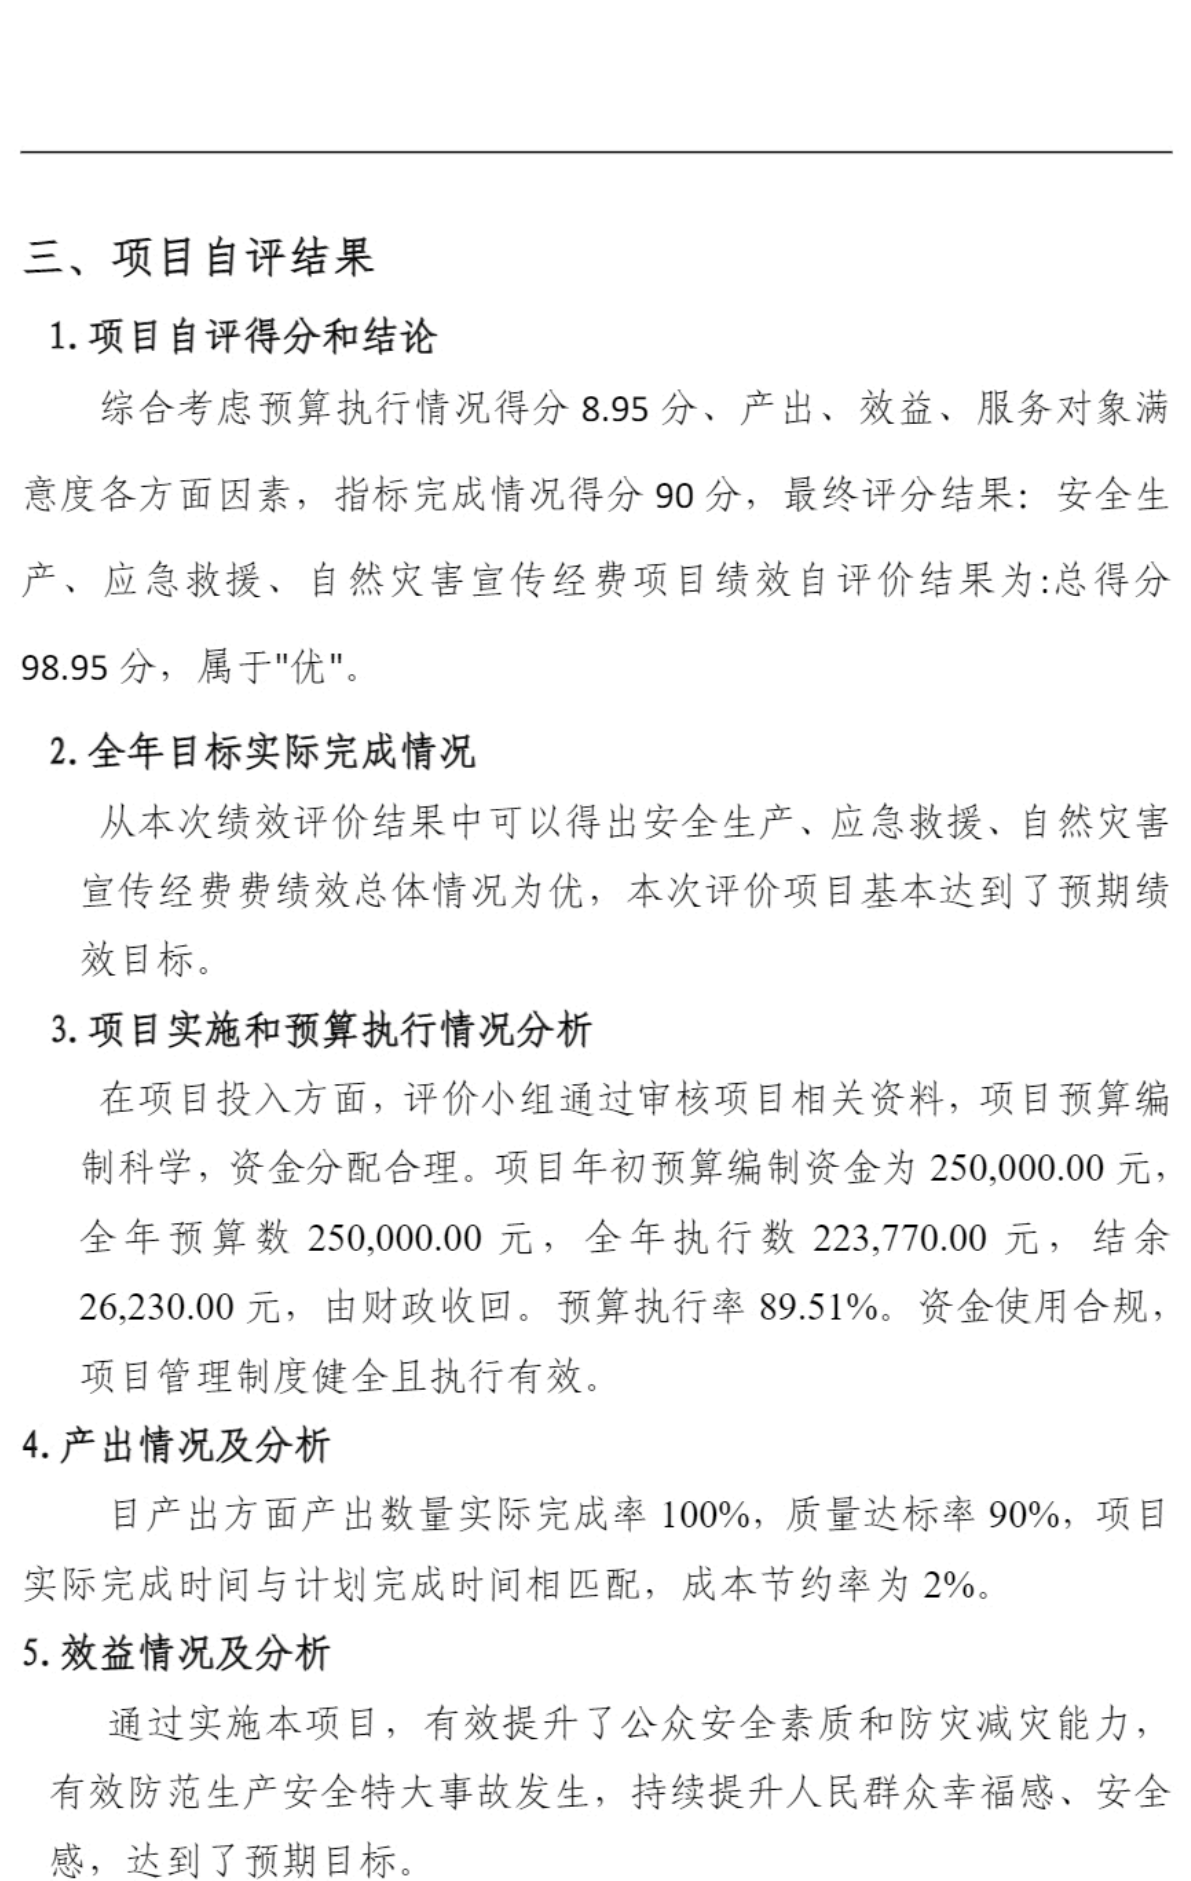 三、项目自评结果
1.项目自评得分和结论
综合考虑预算执行情况得分 8.95 分、产出、效益、服务对象满
意度各方面因素，指标完成情况得分 90 分，最终评分结果：安全生
产、应急救援、自然灾害宣传经费项目绩效自评价结果为:总得分
98.95 分，属于"优"。
2.全年目标实际完成情况
从本次绩效评价结果中可以得出安全生产、应急救援、自然灾害
宣传经费费绩效总体情况为优，本次评价项目基本达到了预期绩
效目标。
3.项目实施和预算执行情况分析
在项目投入方面，评价小组通过审核项目相关资料，项目预算编
制科学，资金分配合理。项目年初预算编制资金为 250,000.00 元，
全年预算数 250,000.00 元，全年执行数 223,770.00 元，结余
26,230.00 元，由财政收回。预算执行率 89.51%。资金使用合规，
项目管理制度健全且执行有效。
4.产出情况及分析
目产出方面产出数量实际完成率 100%，质量达标率 90%，项目
实际完成时间与计划完成时间相匹配，成本节约率为 2%。
5.效益情况及分析
通过实施本项目，有效提升了公众安全素质和防灾减灾能力，
有效防范生产安全特大事故发生，持续提升人民群众幸福感、安全
感，达到了预期目标。